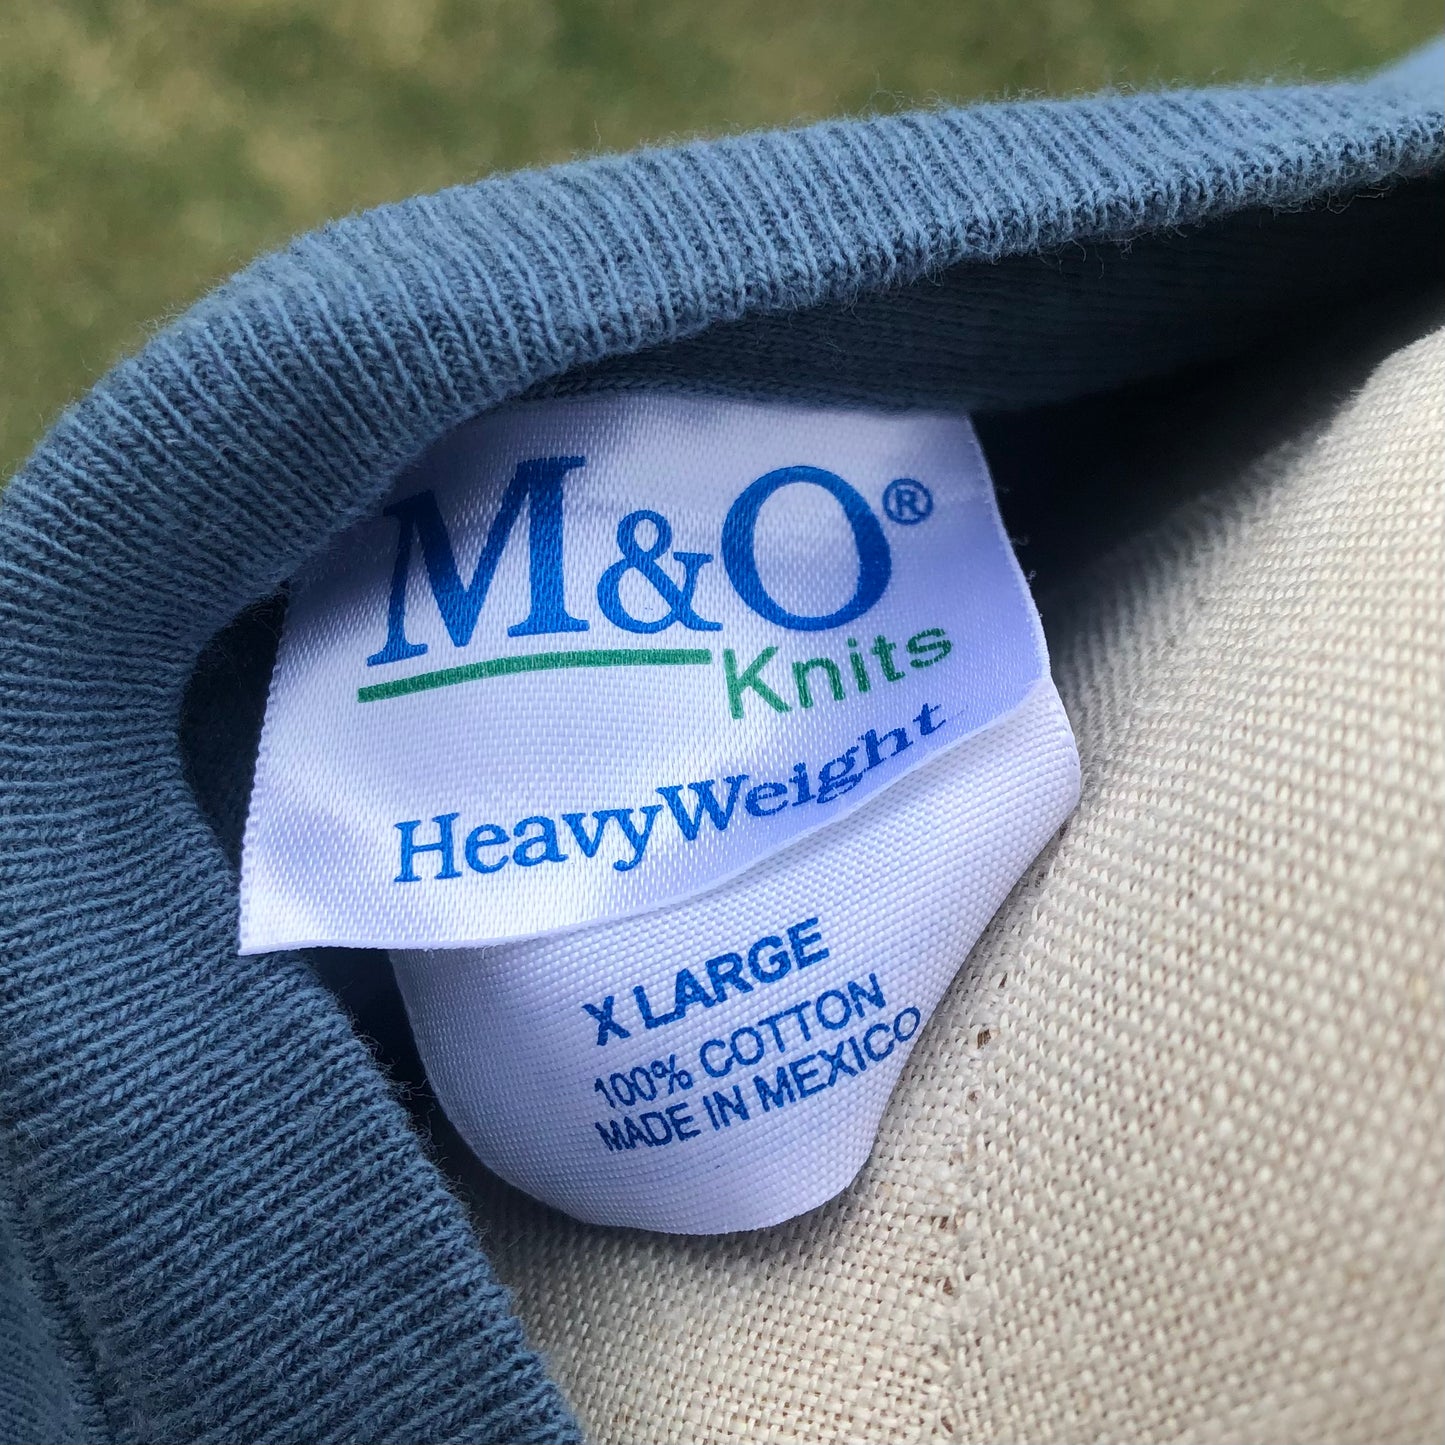 M&O®
Knits
HeavyWeight
X LARGE
100% COTTON
MADE IN MEXICO